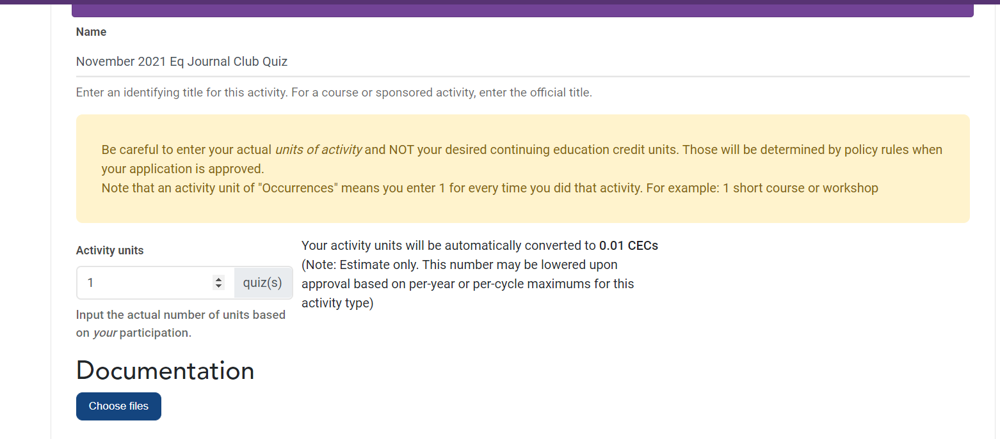 Name
November 2021 Eq Journal Club Quiz
Enter an identifying title for this activity. For a course or sponsored activity, enter the official title.
Be careful to enter your actual units of activity and NOT your desired continuing education credit units. Those will be determined by policy rules when
your application is approved.
Note that an activity unit of "Occurrences" means you enter 1 for every time you did that activity. For example: 1 short course or workshop
Activity units
1 quiz(s)
Input the actual number of units based
on your participation.
Your activity units will be automatically converted to 0.01 CECs
(Note: Estimate only. This number may be lowered upon
approval based on per-year or per-cycle maximums for this
activity type)
Documentation
Choose files